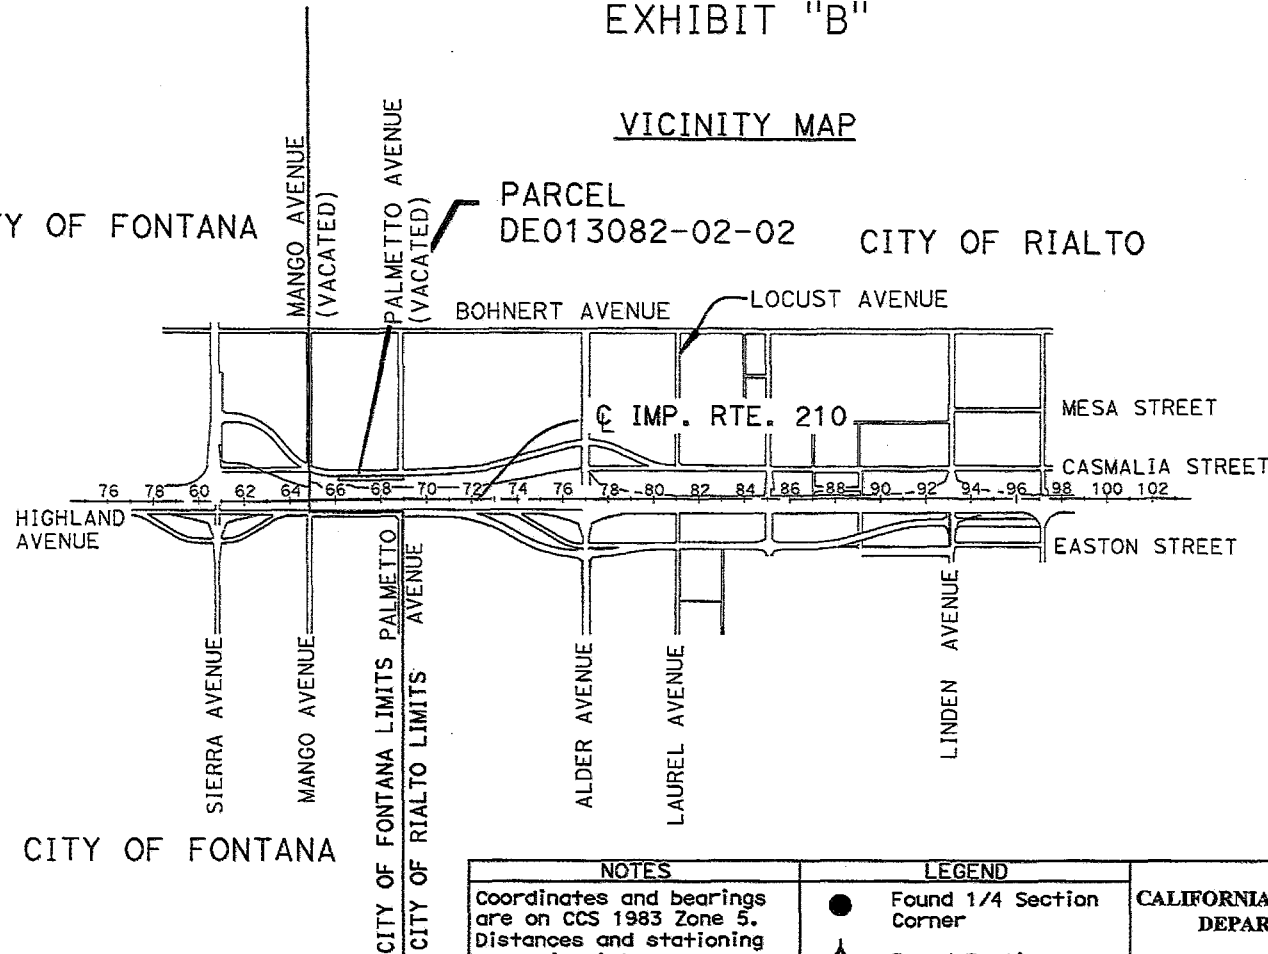 EXHIBIT "B"
VICINITY MAP
MANGO AVENUE
(VACATED)
PALMETTO AVENUE
(VACATED)
PARCEL
DE013082-02-02
OF FONTANA
CITY OF RIALTO
BOHNERT AVENUE
LOCUST AVENUE
℄ IMP. RTE. 210
MESA STREET
CASMALIA STREET
76 78 60 62 64 66 68 70 72 74 76 78 80 82 84 86 88 90 92 94 96 98 100 102
HIGHLAND
AVENUE
EASTON STREET
SIERRA AVENUE
MANGO AVENUE
CITY OF FONTANA LIMITS
PALMETTO
AVENUE
CITY OF RIALTO LIMITS
ALDER AVENUE
LAUREL AVENUE
LINDEN AVENUE
CITY OF FONTANA
NOTES
Coordinates and bearings
are on CCS 1983 Zone 5.
Distances and stationing
LEGEND
Found 1/4 Section
Corner
CALIFORNIA
DEPAR